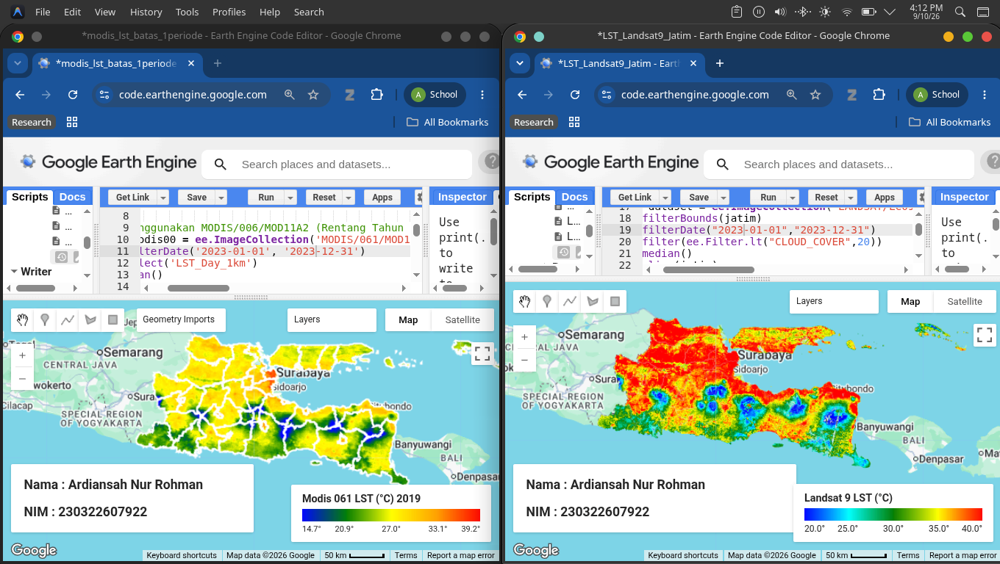 File Edit View History Tools Profiles Help Search
4:12 PM
9/10/26
*modis_lst_batas_1periode - Earth Engine Code Editor - Google Chrome
*modis_lst_batas_1periode
code.earthengine.google.com
A School
Research
All Bookmarks
Google Earth Engine
Search places and datasets...
Scripts Docs
Get Link Save Run Reset Apps
Inspector
...
...
...
Writer
8
9 nggunakan MODIS/006/MOD11A2 (Rentang Tahun
10 odis00 = ee.ImageCollection('MODIS/061/MOD1
11 lterDate('2023-01-01', '2023-12-31')
12 lect('LST_Day_1km')
13 an()
14
Use
print(.
to
write
to
Geometry Imports
Layers
Map Satellite
Semarang
CENTRAL JAVA
wokerto
Cilacap
Sura
SPECIAL REGION
OF YOGYAKARTA
Surabaya
Sidoarjo
Situbondo
Banyuwangi
BALI
Denpasar
Nama : Ardiansah Nur Rohman
NIM : 230322607922
Modis 061 LST (°C) 2019
14.7° 20.9° 27.0° 33.1° 39.2°
Google
Keyboard shortcuts Map data ©2026 Google 50 km Terms Report a map error
*LST_Landsat9_Jatim - Earth Engine Code Editor - Google Chrome
*LST_Landsat9_Jatim - Eart
code.earthengine.google.com
A School
Research
All Bookmarks
Google Earth Engine
Search places and datasets...
Scripts Docs
Get Link Save Run Reset Apps
Inspector
L...
L...
18 filterBounds(jatim)
19 filterDate("2023-01-01","2023-12-31")
20 filter(ee.Filter.lt("CLOUD_COVER",20))
21 median()
22
Use
print(.
to
Layers
Map Satellite
Semarang
CENTRAL JAVA
Sura
SPECIAL REGION
OF YOGYAKARTA
Surabaya
Sidoarjo
Situbondo
Banyuwangi
BALI
Denpasar
Nama : Ardiansah Nur Rohman
NIM : 230322607922
Landsat 9 LST (°C)
20.0° 25.0° 30.0° 35.0° 40.0°
Google
Keyboard shortcuts Map data ©2026 Google 50 km Terms Report a map error